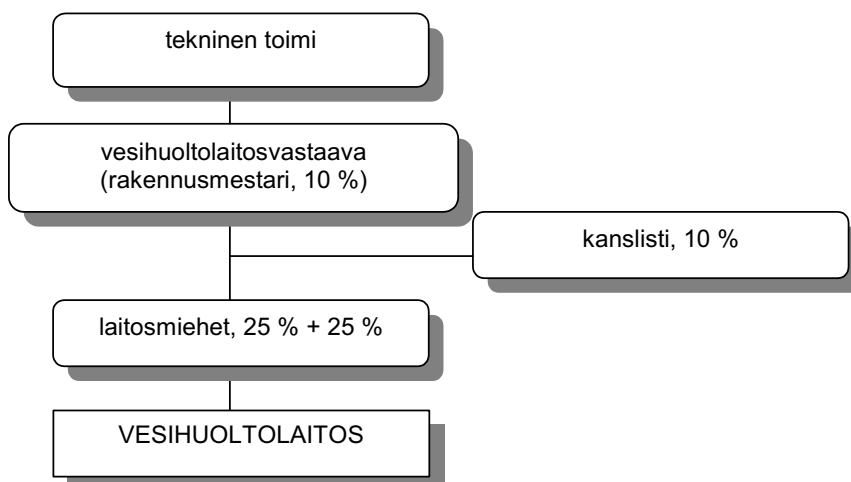 tekninen toimi
vesihuoltolaitosvastaava
(rakennusmestari, 10 %)
kanslisti, 10 %
laitosmiehet, 25 % + 25 %
VESIHUOLTOLAITOS